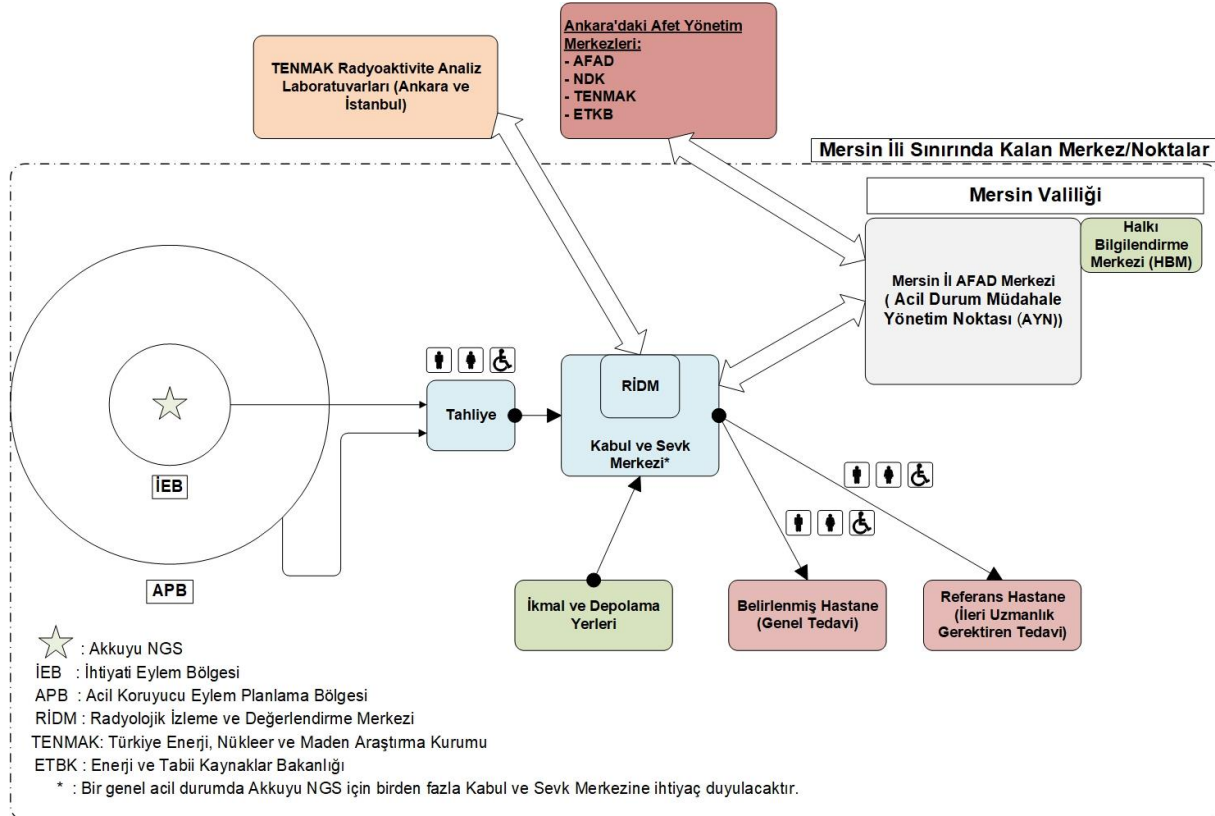 TENMAK Radyoaktivite Analiz
Laboratuvarları (Ankara ve
İstanbul)
Ankara'daki Afet Yönetim
Merkezleri:
- AFAD
- NDK
- TENMAK
- ETKB
Mersin İli Sınırında Kalan Merkez/Noktalar
Mersin Valiliği
Halkı
Bilgilendirme
Merkezi (HBM)
Mersin İl AFAD Merkezi
( Acil Durum Müdahale
Yönetim Noktası (AYN))
RİDM
Tahliye
Kabul ve Sevk
Merkezi*
İEB
APB
İkmal ve Depolama
Yerleri
Belirlenmiş Hastane
(Genel Tedavi)
Referans Hastane
(İleri Uzmanlık
Gerektiren Tedavi)
: Akkuyu NGS
İEB : İhtiyati Eylem Bölgesi
APB : Acil Koruyucu Eylem Planlama Bölgesi
RİDM : Radyolojik İzleme ve Değerlendirme Merkezi
TENMAK: Türkiye Enerji, Nükleer ve Maden Araştırma Kurumu
ETBK : Enerji ve Tabii Kaynaklar Bakanlığı
* : Bir genel acil durumda Akkuyu NGS için birden fazla Kabul ve Sevk Merkezine ihtiyaç duyulacaktır.